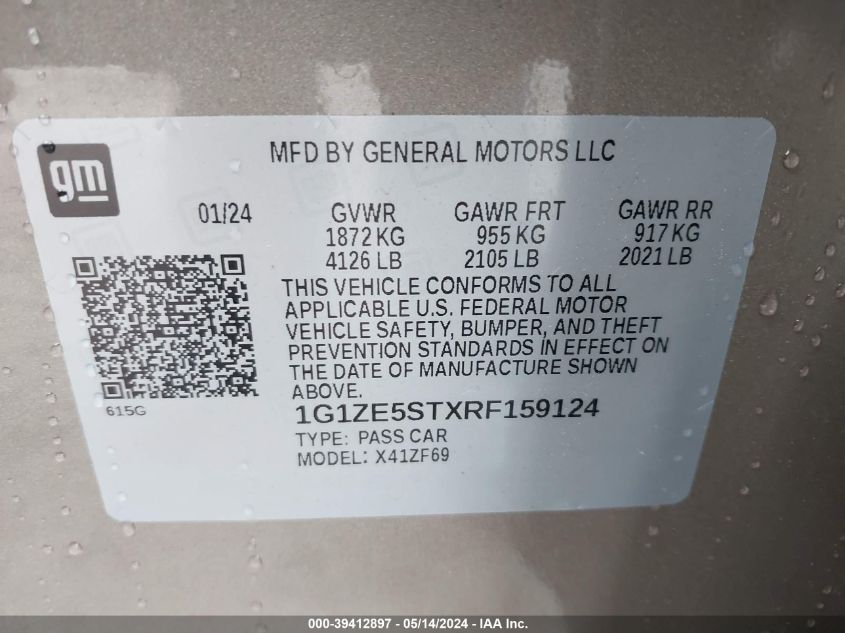 gm
MFD BY GENERAL MOTORS LLC
01/24 GVWR GAWR FRT GAWR RR
1872 KG 955 KG 917 KG
4126 LB 2105 LB 2021 LB
THIS VEHICLE CONFORMS TO ALL
APPLICABLE U.S. FEDERAL MOTOR
VEHICLE SAFETY, BUMPER, AND THEFT
PREVENTION STANDARDS IN EFFECT ON
THE DATE OF MANUFACTURE SHOWN
ABOVE.
615G
1G1ZE5STXRF159124
TYPE: PASS CAR
MODEL: X41ZF69
000-39412897 - 05/14/2024 - IAA Inc.